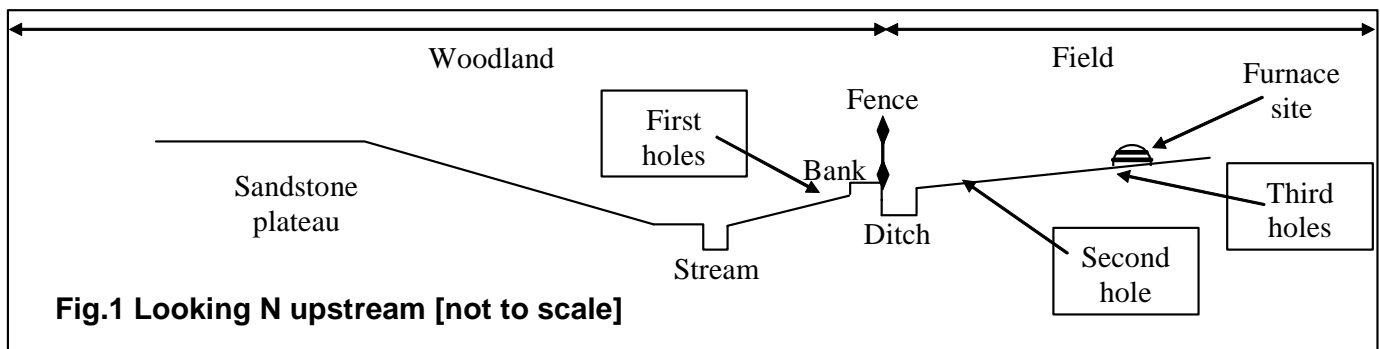 Woodland
Field
Furnace
site
Fence
First
holes
Bank
Sandstone
plateau
Third
holes
Ditch
Second
hole
Stream
Fig.1 Looking N upstream [not to scale]